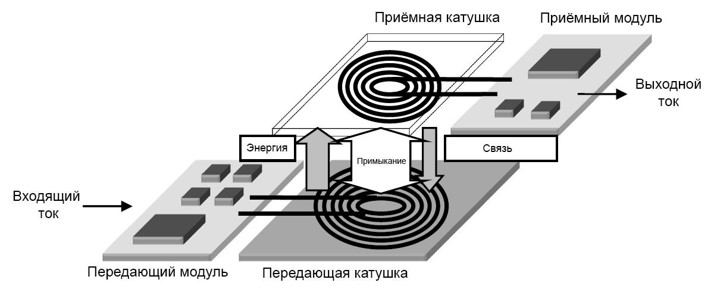 Приёмная катушка
Приёмный модуль
Выходной
ток
Энергия
Примыкание
Связь
Входящий
ток
Передающий модуль
Передающая катушка